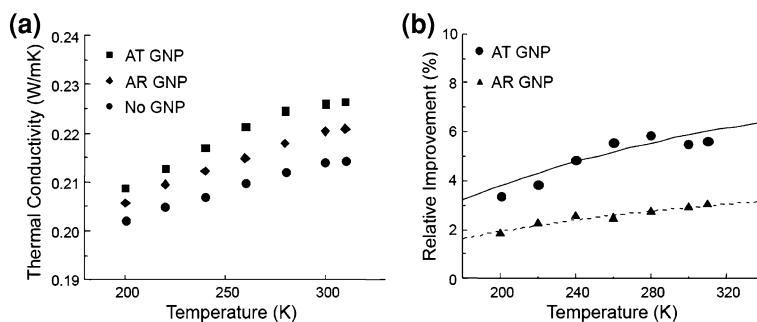 (a)
Thermal Conductivity (W/mK)
0.24
0.23
0.22
0.21
0.20
0.19
AT GNP
AR GNP
No GNP
200
250
300
Temperature (K)
(b)
Relative Improvement (%)
10
8
6
4
2
0
AT GNP
AR GNP
200
240
280
320
Temperature (K)